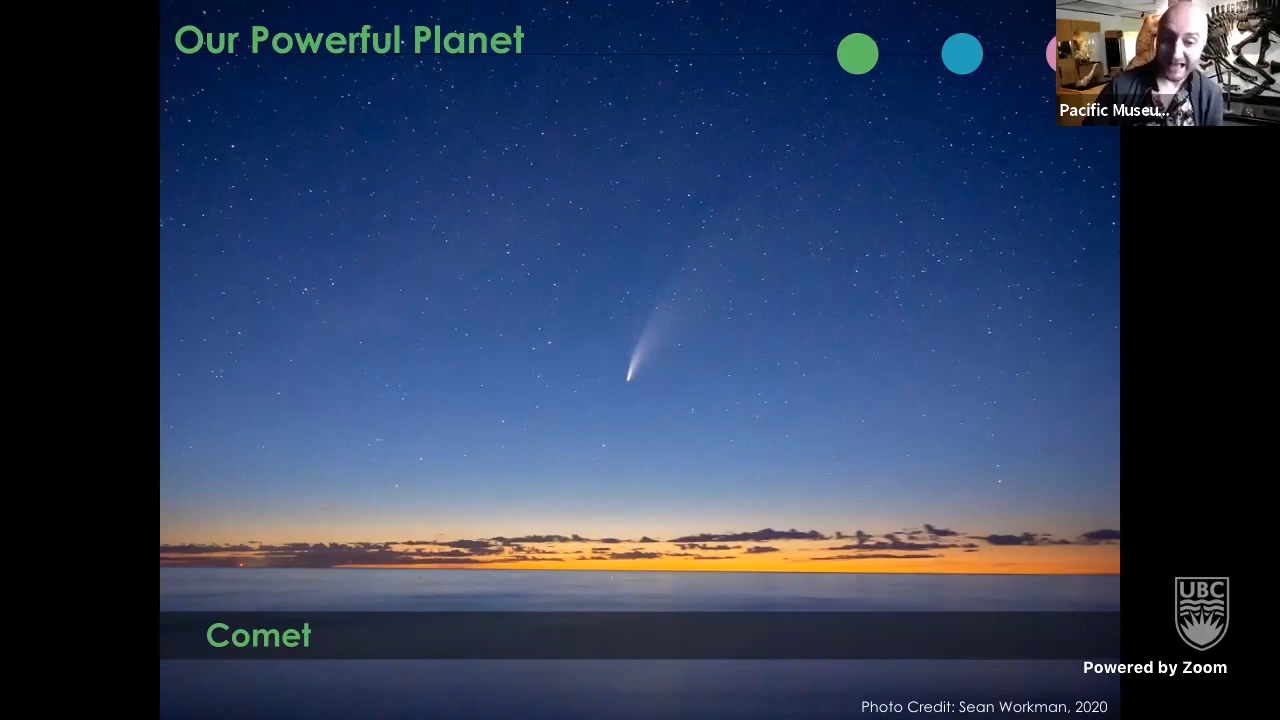 Our Powerful Planet
Pacific Museu...
Comet
UBC
Powered by Zoom
Photo Credit: Sean Workman, 2020